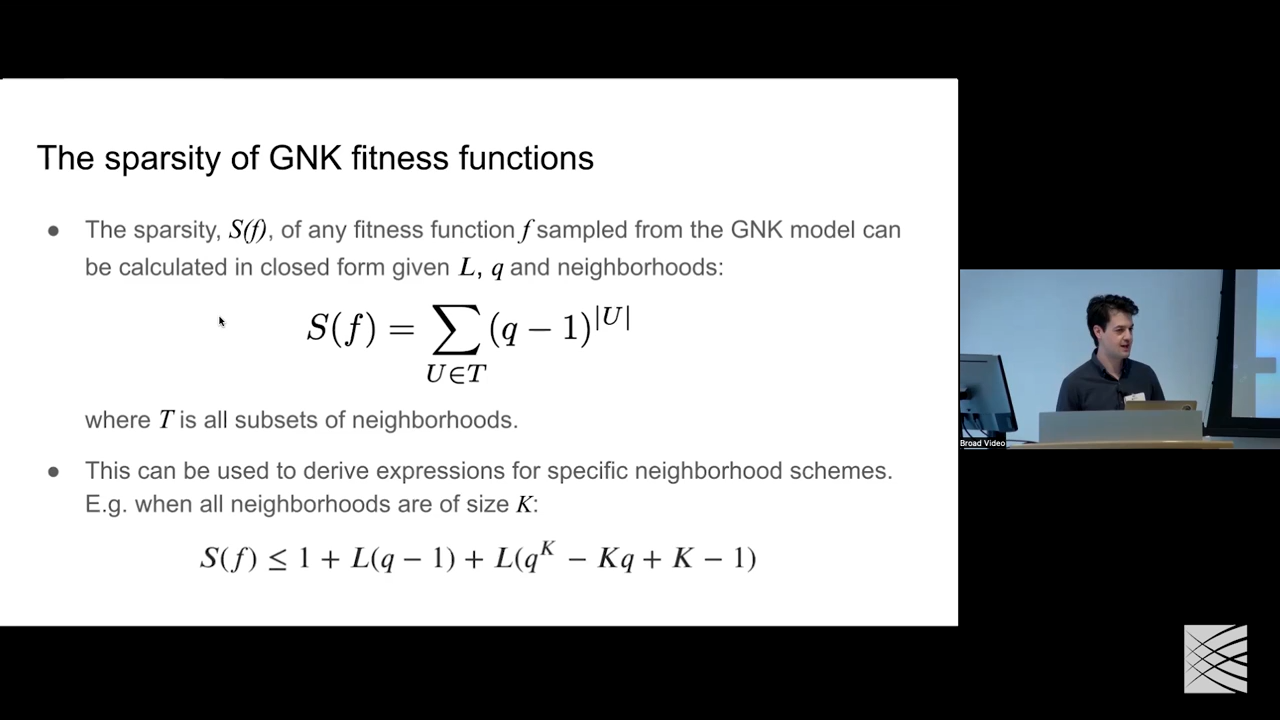 The sparsity of GNK fitness functions
● The sparsity, S(f), of any fitness function f sampled from the GNK model can
be calculated in closed form given L, q and neighborhoods:
S(f) = ∑_{U∈T} (q − 1)^{|U|}
where T is all subsets of neighborhoods.
● This can be used to derive expressions for specific neighborhood schemes.
E.g. when all neighborhoods are of size K:
S(f) ≤ 1 + L(q − 1) + L(q^K − Kq + K − 1)
Broad Video